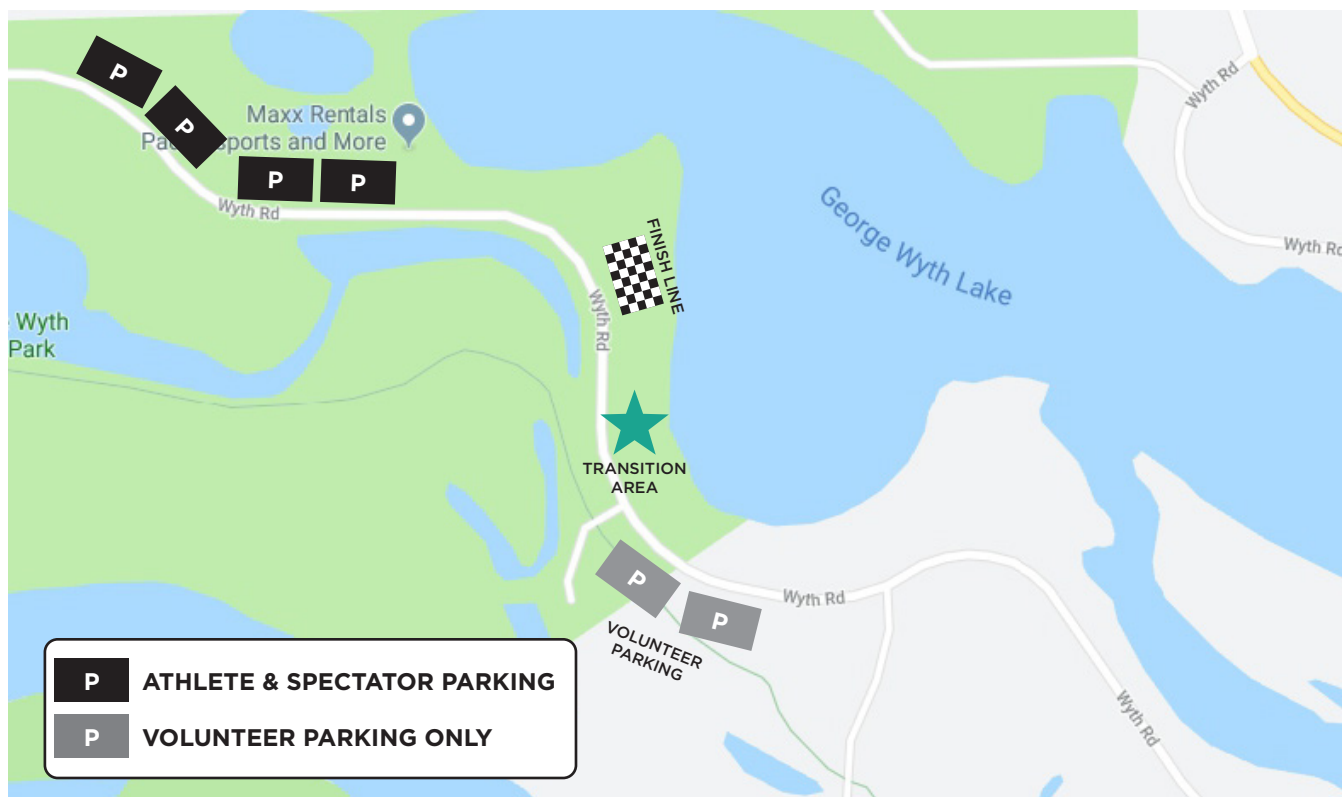 P
P
Maxx Rentals
sports and More
P
P
Wyth Rd
Wyth Rd
Wyth Rd
George Wyth Lake
FINISH LINE
Wyth Rd
Wyth
Park
TRANSITION
AREA
P
P
Wyth Rd
VOLUNTEER
PARKING
Wyth Rd
P ATHLETE & SPECTATOR PARKING
P VOLUNTEER PARKING ONLY